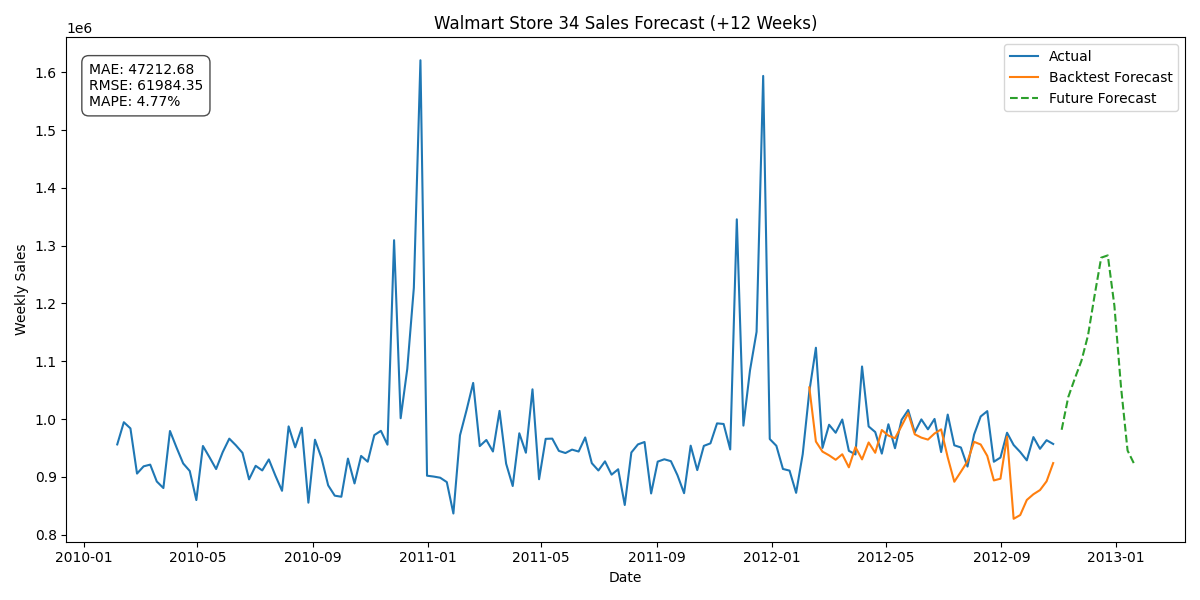 Walmart Store 34 Sales Forecast (+12 Weeks)
1e6
MAE: 47212.68
RMSE: 61984.35
MAPE: 4.77%
Actual
Backtest Forecast
Future Forecast
1.6
1.5
1.4
1.3
1.2
1.1
1.0
0.9
0.8
Weekly Sales
2010-01 2010-05 2010-09 2011-01 2011-05 2011-09 2012-01 2012-05 2012-09 2013-01
Date